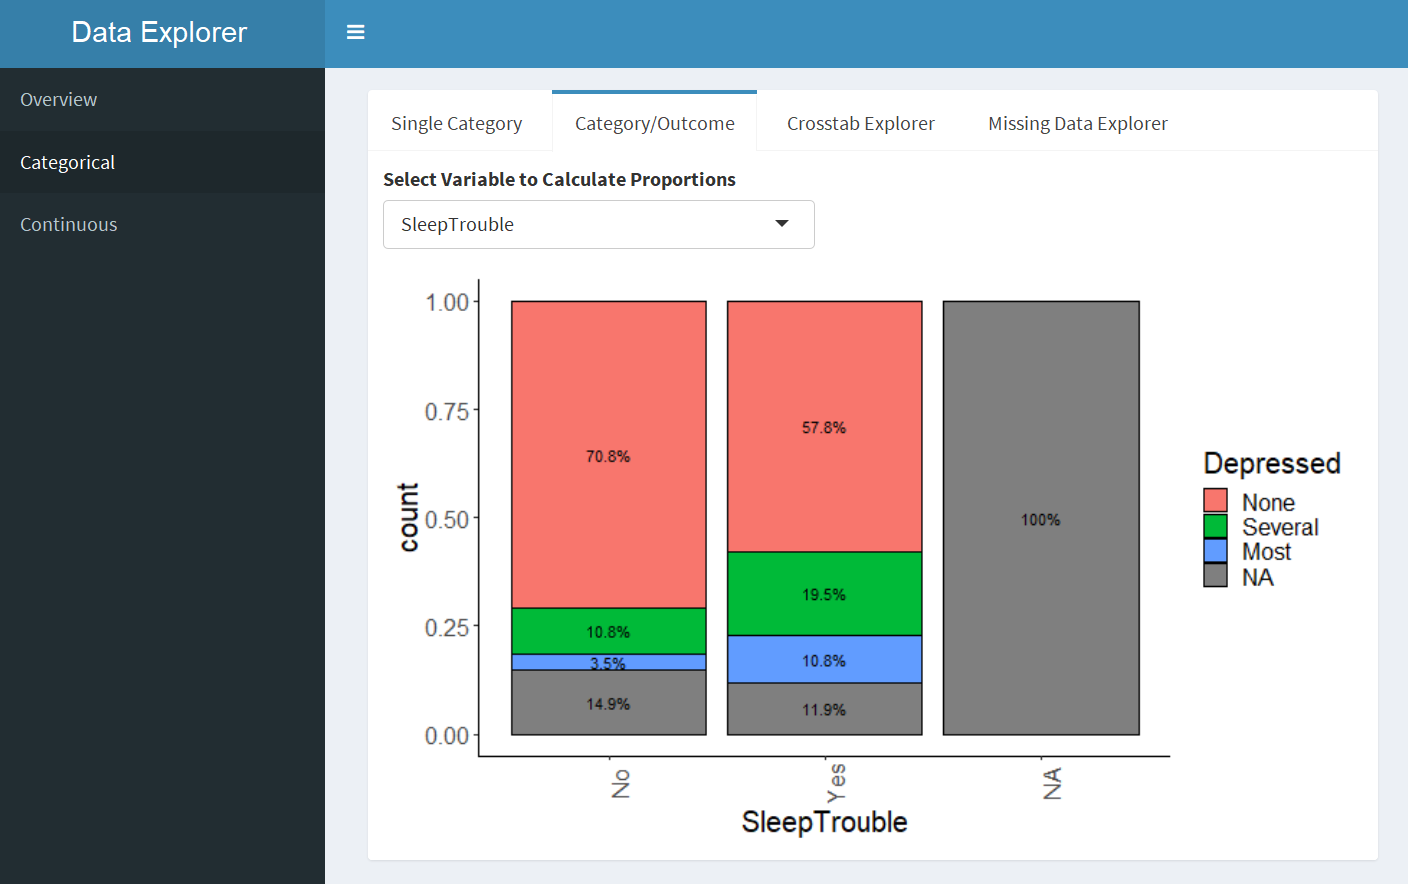 Data Explorer
Overview
Categorical
Continuous
Single Category
Category/Outcome
Crosstab Explorer
Missing Data Explorer
Select Variable to Calculate Proportions
SleepTrouble
count
1.00
0.75
0.50
0.25
0.00
70.8%
10.8%
3.5%
14.9%
57.8%
19.5%
10.8%
11.9%
100%
No
Yes
NA
SleepTrouble
Depressed
None
Several
Most
NA